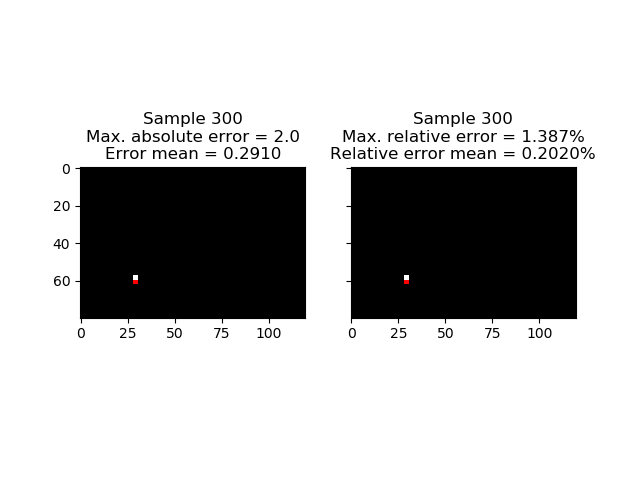 Sample 300
Max. absolute error = 2.0
Error mean = 0.2910
0
20
40
60
0
25
50
75
100
Sample 300
Max. relative error = 1.387%
Relative error mean = 0.2020%
0
25
50
75
100